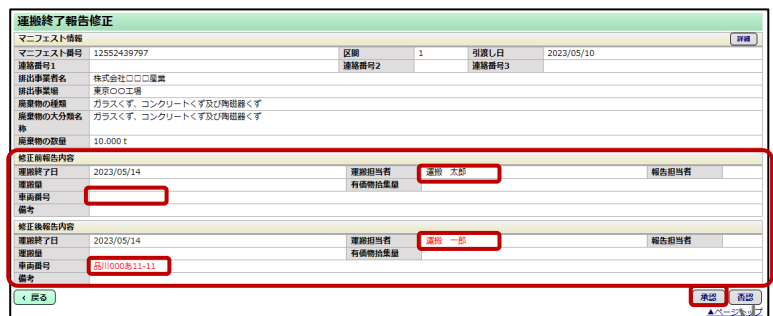 運搬終了報告修正
マニフェスト情報 詳細
マニフェスト番号 12552439797 区間 1 引渡し日 2023/05/10
連絡番号1 連絡番号2 連絡番号3
排出事業者名 株式会社□□□産業
排出事業場 東京○○工場
廃棄物の種類 ガラスくず、コンクリートくず及び陶磁器くず
廃棄物の大分類名 ガラスくず、コンクリートくず及び陶磁器くず
称
廃棄物の数量 10.000 t
修正前報告内容
運搬終了日 2023/05/14 運搬担当者 運搬 太郎 報告担当者
運搬量 有価物拾集量
車両番号
備考
修正後報告内容
運搬終了日 2023/05/14 運搬担当者 運搬 一郎 報告担当者
運搬量 有価物拾集量
車両番号 品川000あ11-11
備考
< 戻る 承認 否認
▲ページトップ